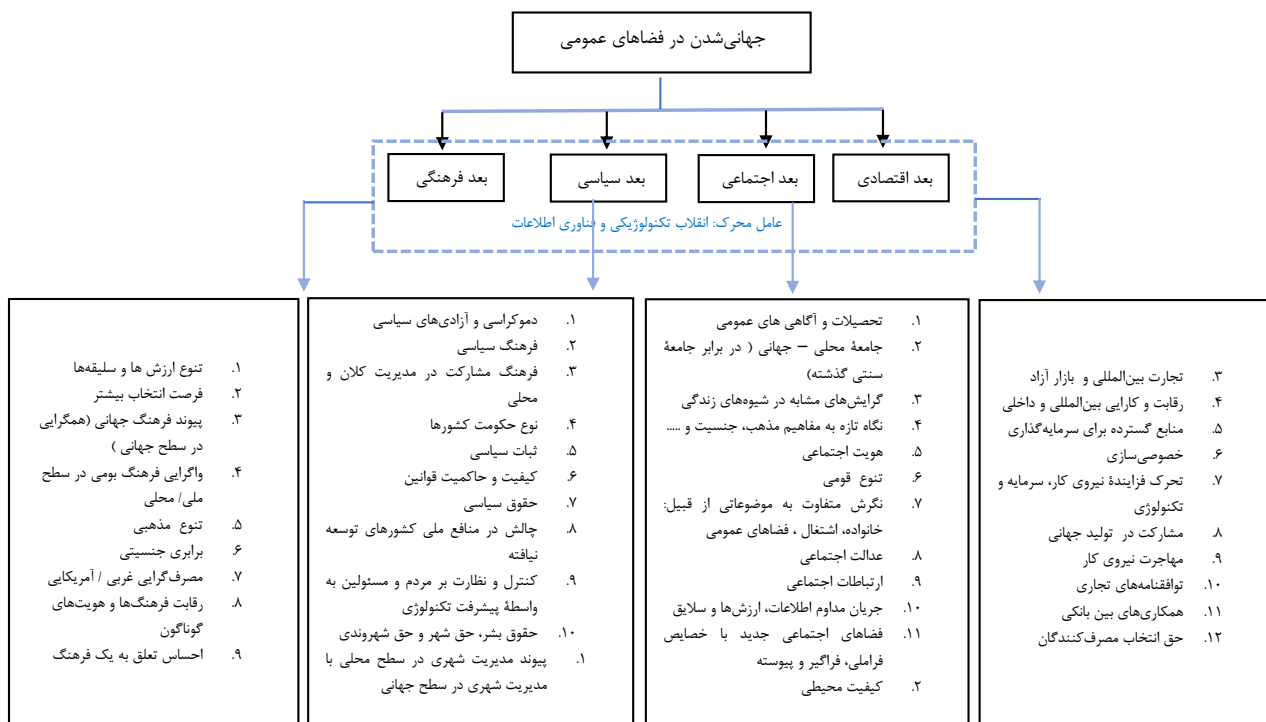 جهانی‌شدن در فضاهای عمومی
بعد اقتصادی
بعد اجتماعی
بعد سیاسی
بعد فرهنگی
عامل محرک: انقلاب تکنولوژیکی و فناوری اطلاعات
۳. تجارت بین‌المللی و بازار آزاد
۴. رقابت و کارایی بین‌المللی و داخلی
۵. منابع گسترده برای سرمایه‌گذاری
۶. خصوصی‌سازی
۷. تحرک فزایندۀ نیروی کار، سرمایه و
تکنولوژی
۸. مشارکت در تولید جهانی
۹. مهاجرت نیروی کار
۱۰. توافقنامه‌های تجاری
۱۱. همکاری‌های بین بانکی
۱۲. حق انتخاب مصرف‌کنندگان
۱. تحصیلات و آگاهی های عمومی
۲. جامعۀ محلی – جهانی ( در برابر جامعۀ
سنتی گذشته)
۳. گرایش‌های مشابه در شیوه‌های زندگی
۴. نگاه تازه به مفاهیم مذهب، جنسیت و .....
۵. هویت اجتماعی
۶. تنوع قومی
۷. نگرش متفاوت به موضوعاتی از قبیل:
خانواده، اشتغال ، فضاهای عمومی
۸. عدالت اجتماعی
۹. ارتباطات اجتماعی
۱۰. جریان مداوم اطلاعات، ارزش‌ها و سلایق
۱۱. فضاهای اجتماعی جدید با خصایص
فراملی، فراگیر و پیوسته
۲. کیفیت محیطی
۱. دموکراسی و آزادی‌های سیاسی
۲. فرهنگ سیاسی
۳. فرهنگ مشارکت در مدیریت کلان و
محلی
۴. نوع حکومت کشورها
۵. ثبات سیاسی
۶. کیفیت و حاکمیت قوانین
۷. حقوق سیاسی
۸. چالش در منافع ملی کشورهای توسعه
نیافته
۹. کنترل و نظارت بر مردم و مسئولین به
واسطۀ پیشرفت تکنولوژی
۱۰. حقوق بشر، حق شهر و حق شهروندی
۱. پیوند مدیریت شهری در سطح محلی با
مدیریت شهری در سطح جهانی
۱. تنوع ارزش ها و سلیقه‌ها
۲. فرصت انتخاب بیشتر
۳. پیوند فرهنگ جهانی (همگرایی
در سطح جهانی )
۴. واگرایی فرهنگ بومی در سطح
ملی/ محلی
۵. تنوع مذهبی
۶. برابری جنسیتی
۷. مصرف‌گرایی غربی / آمریکایی
۸. رقابت فرهنگ‌ها و هویت‌های
گوناگون
۹. احساس تعلق به یک فرهنگ